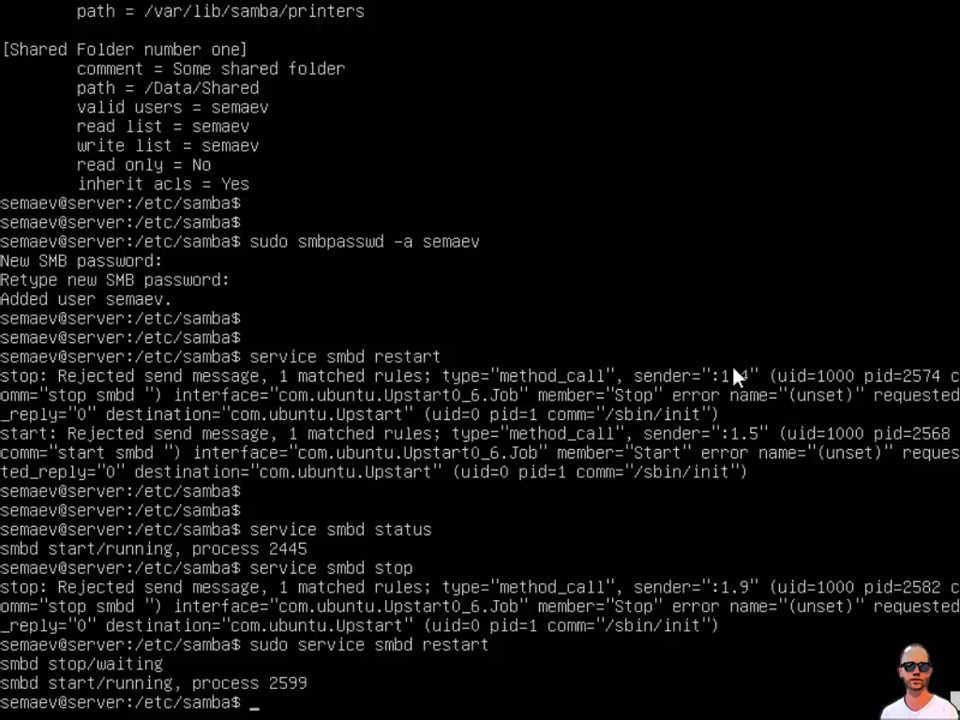 path = /var/lib/samba/printers
[Shared Folder number one]
comment = Some shared folder
path = /Data/Shared
valid users = semaev
read list = semaev
write list = semaev
read only = No
inherit acls = Yes
semaev@server:/etc/samba$
semaev@server:/etc/samba$
semaev@server:/etc/samba$ sudo smbpasswd -a semaev
New SMB password:
Retype new SMB password:
Added user semaev.
semaev@server:/etc/samba$
semaev@server:/etc/samba$
semaev@server:/etc/samba$ service smbd restart
stop: Rejected send message, 1 matched rules; type="method_call", (uid=1000 pid=2574 c
omm="stop smbd ") interface="com.ubuntu.Upstart0_6.Job" member="Stop" error name="(unset)" requested
_reply="0" destination="com.ubuntu.Upstart" (uid=0 pid=1 comm="/sbin/init")
start: Rejected send message, 1 matched rules; type="method_call", sender=":1.5" (uid=1000 pid=2568
comm="start smbd ") interface="com.ubuntu.Upstart0_6.Job" member="Start" error name="(unset)" reques
ted_reply="0" destination="com.ubuntu.Upstart" (uid=0 pid=1 comm="/sbin/init")
semaev@server:/etc/samba$
semaev@server:/etc/samba$
semaev@server:/etc/samba$ service smbd status
smbd start/running, process 2445
semaev@server:/etc/samba$ service smbd stop
stop: Rejected send message, 1 matched rules; type="method_call", sender=":1.9" (uid=1000 pid=2582 c
omm="stop smbd ") interface="com.ubuntu.Upstart0_6.Job" member="Stop" error name="(unset)" requested
_reply="0" destination="com.ubuntu.Upstart" (uid=0 pid=1 comm="/sbin/init")
semaev@server:/etc/samba$ sudo service smbd restart
smbd stop/waiting
smbd start/running, process 2599
semaev@server:/etc/samba$ _